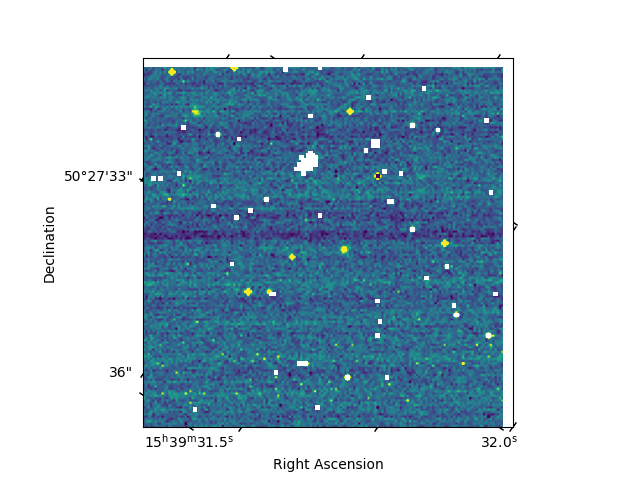 50°27'33"
Declination
36"
15ʰ39ᵐ31.5ˢ
32.0ˢ
Right Ascension